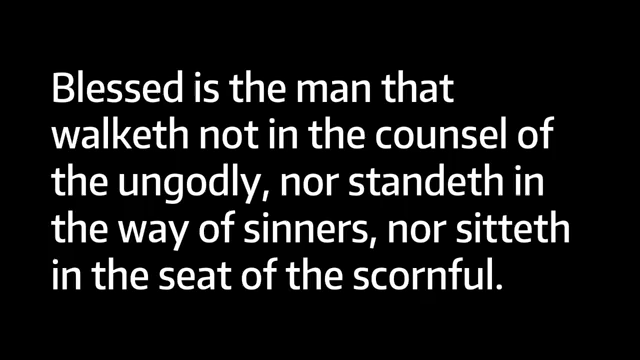 Blessed is the man that
walketh not in the counsel of
the ungodly, nor standeth in
the way of sinners, nor sitteth
in the seat of the scornful.